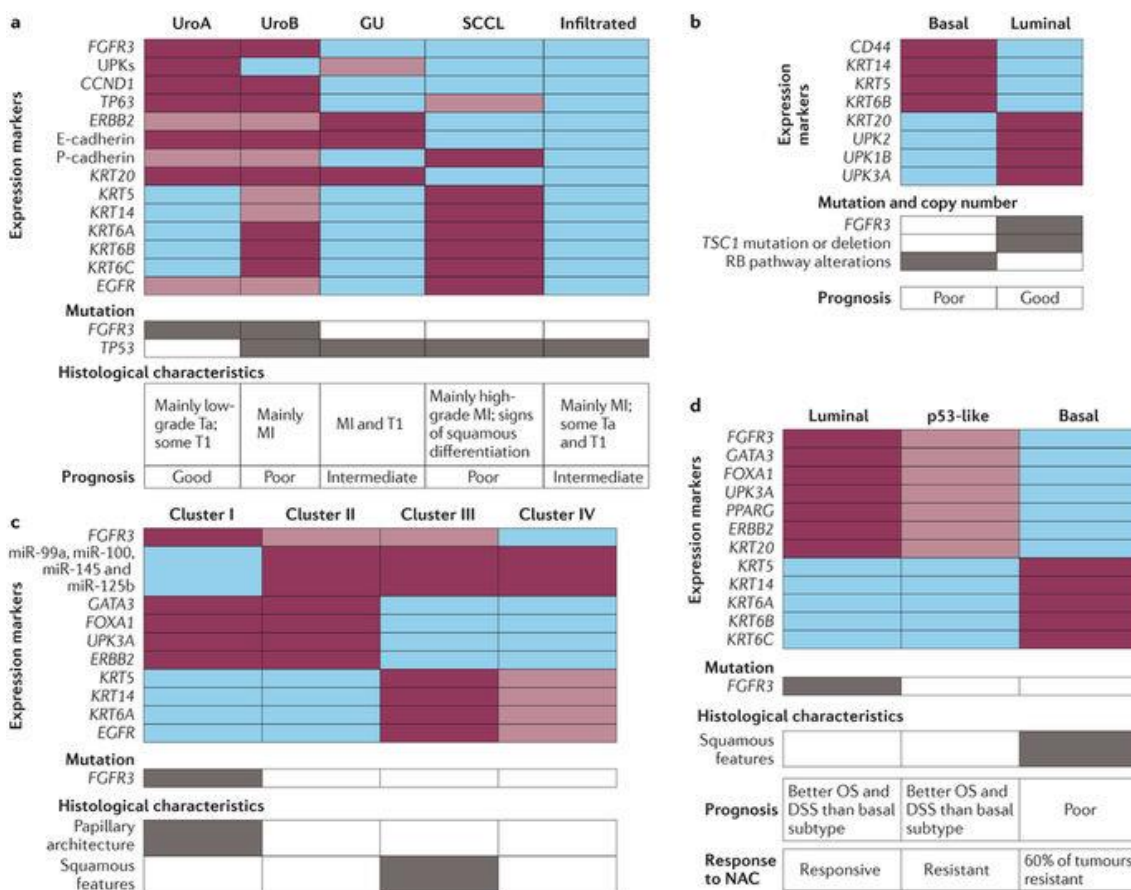 a
UroA UroB GU SCCL Infiltrated
Expression markers
FGFR3
UPKs
CCND1
TP63
ERBB2
E-cadherin
P-cadherin
KRT20
KRT5
KRT14
KRT6A
KRT6B
KRT6C
EGFR
Mutation
FGFR3
TP53
Histological characteristics
Mainly low-
grade Ta;
some T1
Mainly
MI
MI and T1
Mainly high-
grade MI; signs
of squamous
differentiation
Mainly MI;
some Ta
and T1
Prognosis Good Poor Intermediate Poor Intermediate
b
Basal Luminal
Expression
markers
CD44
KRT14
KRT5
KRT6B
KRT20
UPK2
UPK1B
UPK3A
Mutation and copy number
FGFR3
TSC1 mutation or deletion
RB pathway alterations
Prognosis Poor Good
c
Cluster I Cluster II Cluster III Cluster IV
Expression markers
FGFR3
miR-99a, miR-100,
miR-145 and
miR-125b
GATA3
FOXA1
UPK3A
ERBB2
KRT5
KRT14
KRT6A
EGFR
Mutation
FGFR3
Histological characteristics
Papillary
architecture
Squamous
features
d
Luminal p53-like Basal
Expression markers
FGFR3
GATA3
FOXA1
UPK3A
PPARG
ERBB2
KRT20
KRT5
KRT14
KRT6A
KRT6B
KRT6C
Mutation
FGFR3
Histological characteristics
Squamous
features
Prognosis
Better OS and
DSS than basal
subtype
Better OS and
DSS than basal
subtype
Poor
Response
to NAC
Responsive
Resistant
60% of tumours
resistant